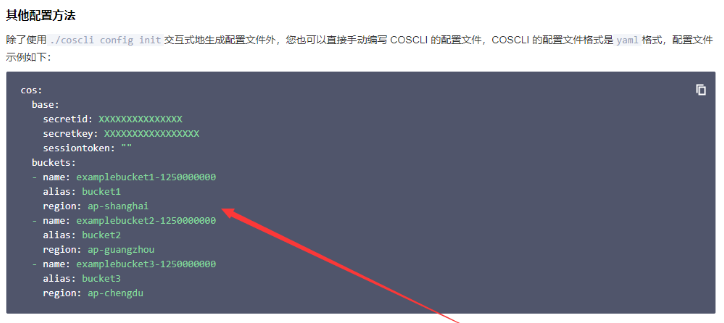 其他配置方法
除了使用 ./coscli config init 交互式地生成配置文件外，您也可以直接手动编写 COSCLI 的配置文件，COSCLI 的配置文件格式是 yaml 格式，配置文件
示例如下：
cos:
  base:
    secretid: XXXXXXXXXXXXXXX
    secretkey: XXXXXXXXXXXXXXXXX
    sessiontoken: ""
  buckets:
  - name: examplebucket1-1250000000
    alias: bucket1
    region: ap-shanghai
  - name: examplebucket2-1250000000
    alias: bucket2
    region: ap-guangzhou
  - name: examplebucket3-1250000000
    alias: bucket3
    region: ap-chengdu